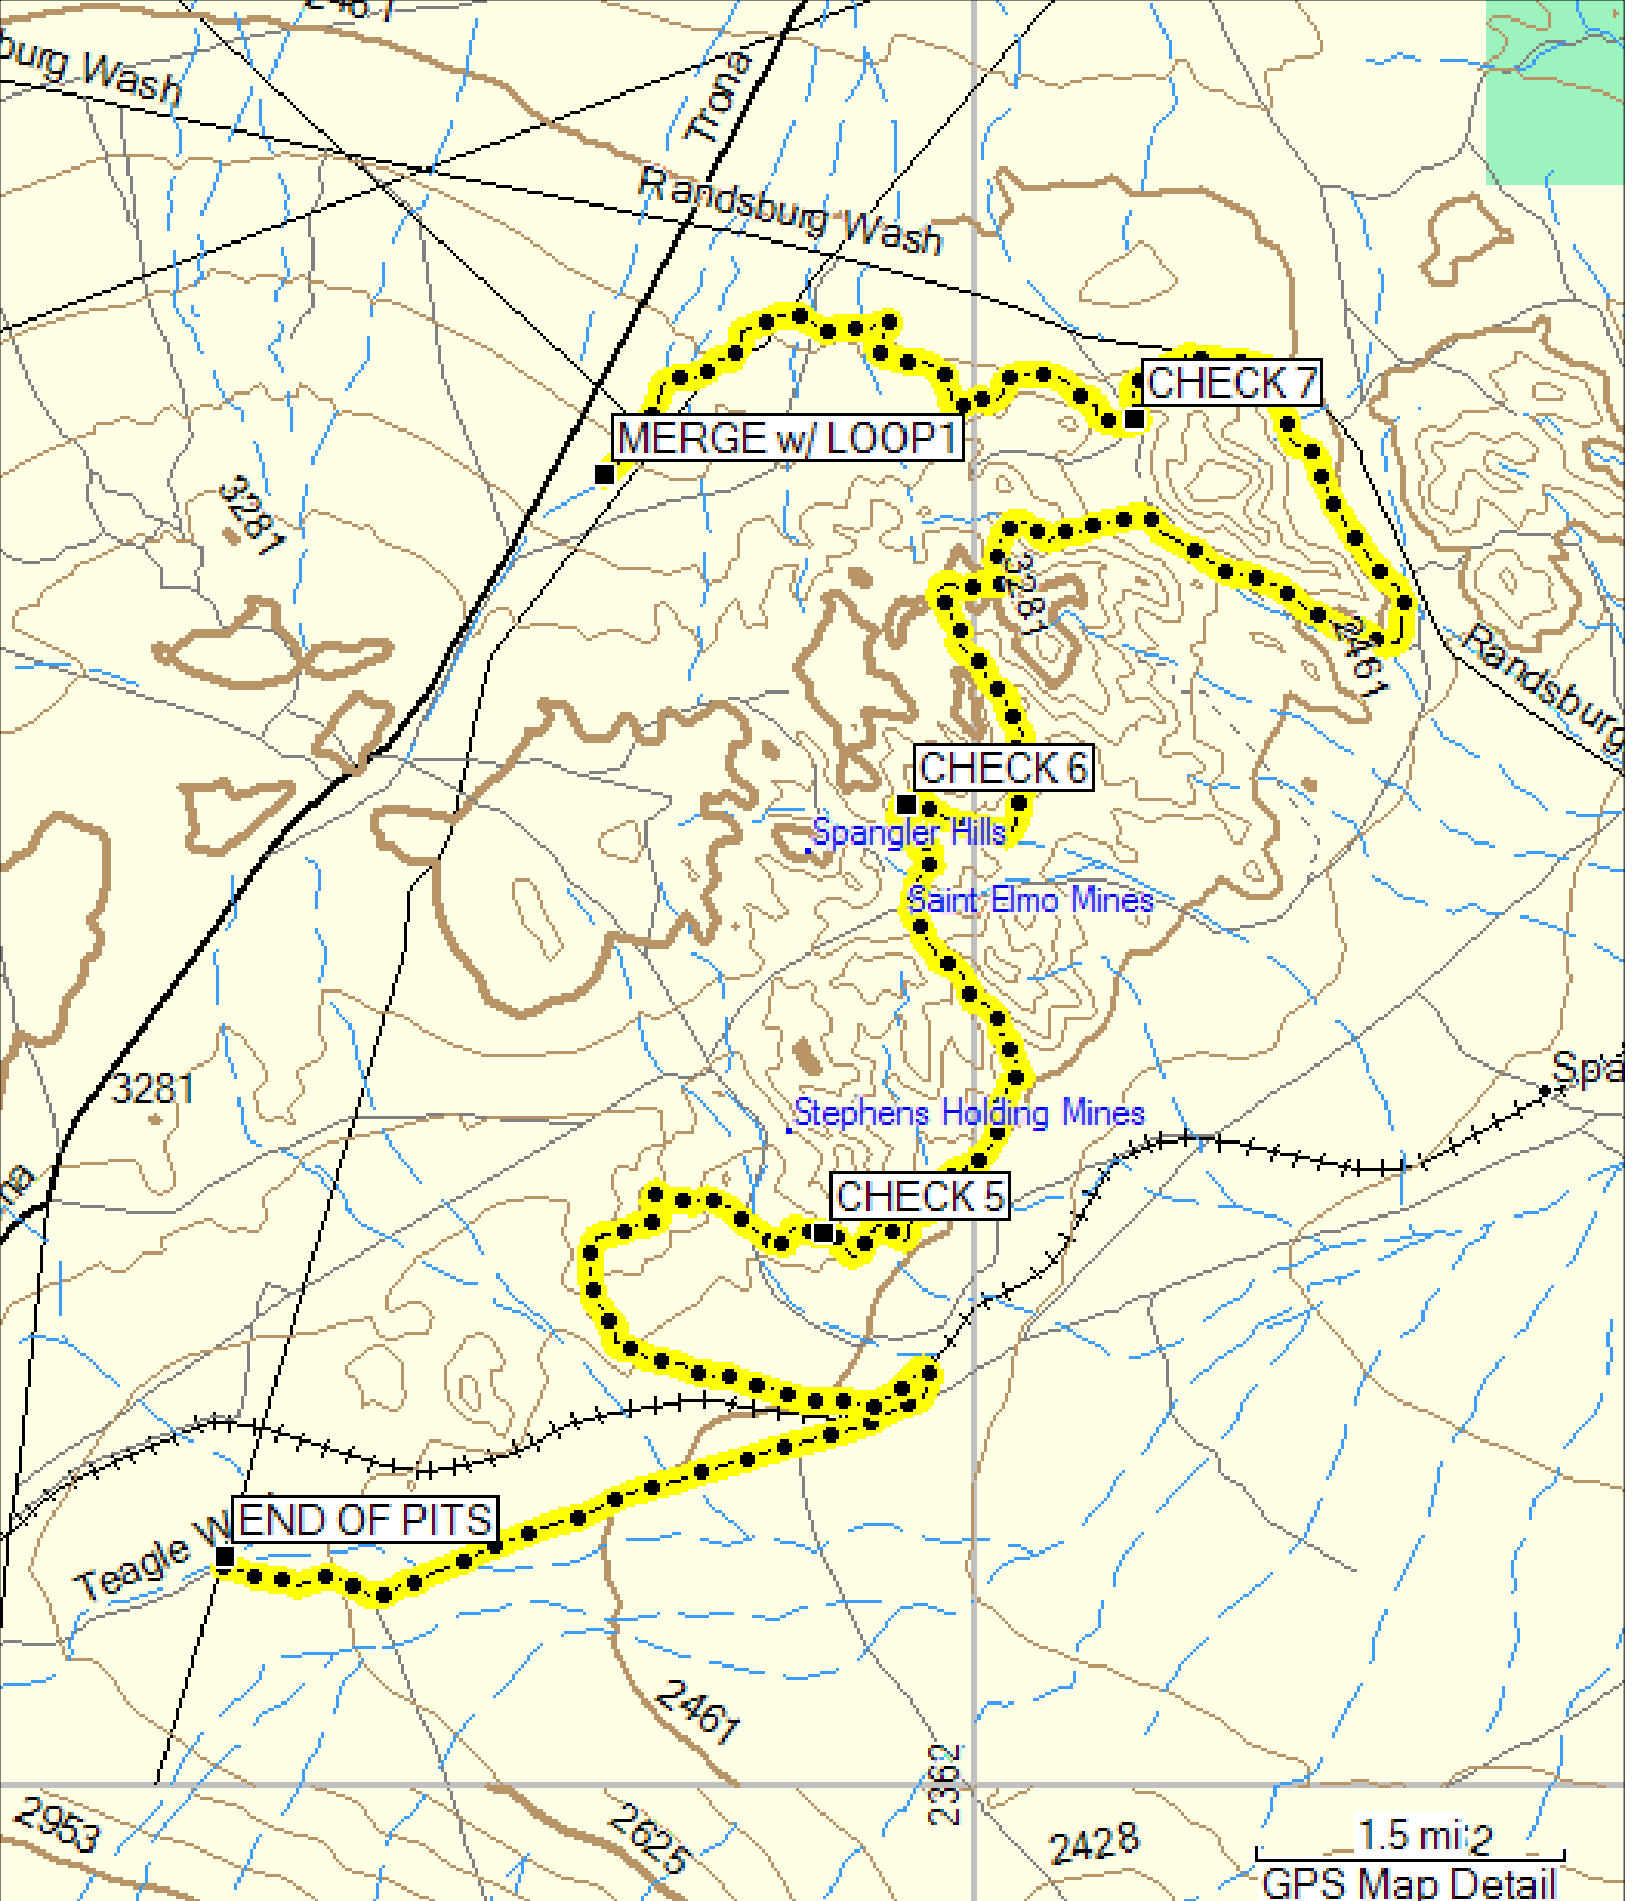 burg Wash
Trona
Randsburg Wash
CHECK 7
MERGE w/ LOOP1
3281
3281
2461
Randsburg
CHECK 6
Spangler Hills
Saint Elmo Mines
Spa
3281
Stephens Holding Mines
na
CHECK 5
END OF PITS
Teagle W
2461
2362
2953
2625
2428
1.5 mi
2
GPS Map Detail